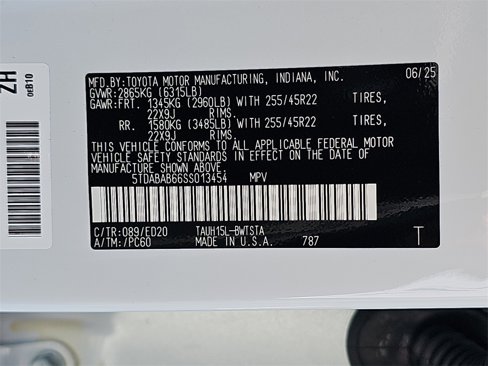 ZH
0EB10
MFD.BY:TOYOTA MOTOR MANUFACTURING, INDIANA, INC. 06/25
GVWR:2865KG (6315LB)
GAWR:FRT. 1345KG (2960LB) WITH 255/45R22 TIRES,
22X9J RIMS.
RR. 1580KG (3485LB) WITH 255/45R22 TIRES,
22X9J RIMS.
THIS VEHICLE CONFORMS TO ALL APPLICABLE FEDERAL MOTOR
VEHICLE SAFETY STANDARDS IN EFFECT ON THE DATE OF
MANUFACTURE SHOWN ABOVE.
5TDABAB66SS013454 MPV
C/TR:089/ED20 TAUH15L-BWTSTA
A/TM:/PC60 MADE IN U.S.A. 787 T